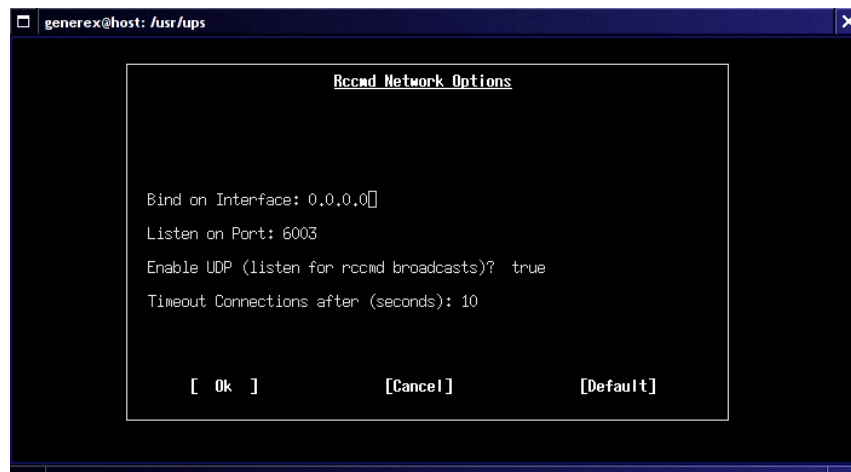 generex@host: /usr/ups
Rccmd Network Options
Bind on Interface: 0.0.0.0
Listen on Port: 6003
Enable UDP (listen for rccmd broadcasts)? true
Timeout Connections after (seconds): 10
[ Ok ] [Cancel] [Default]